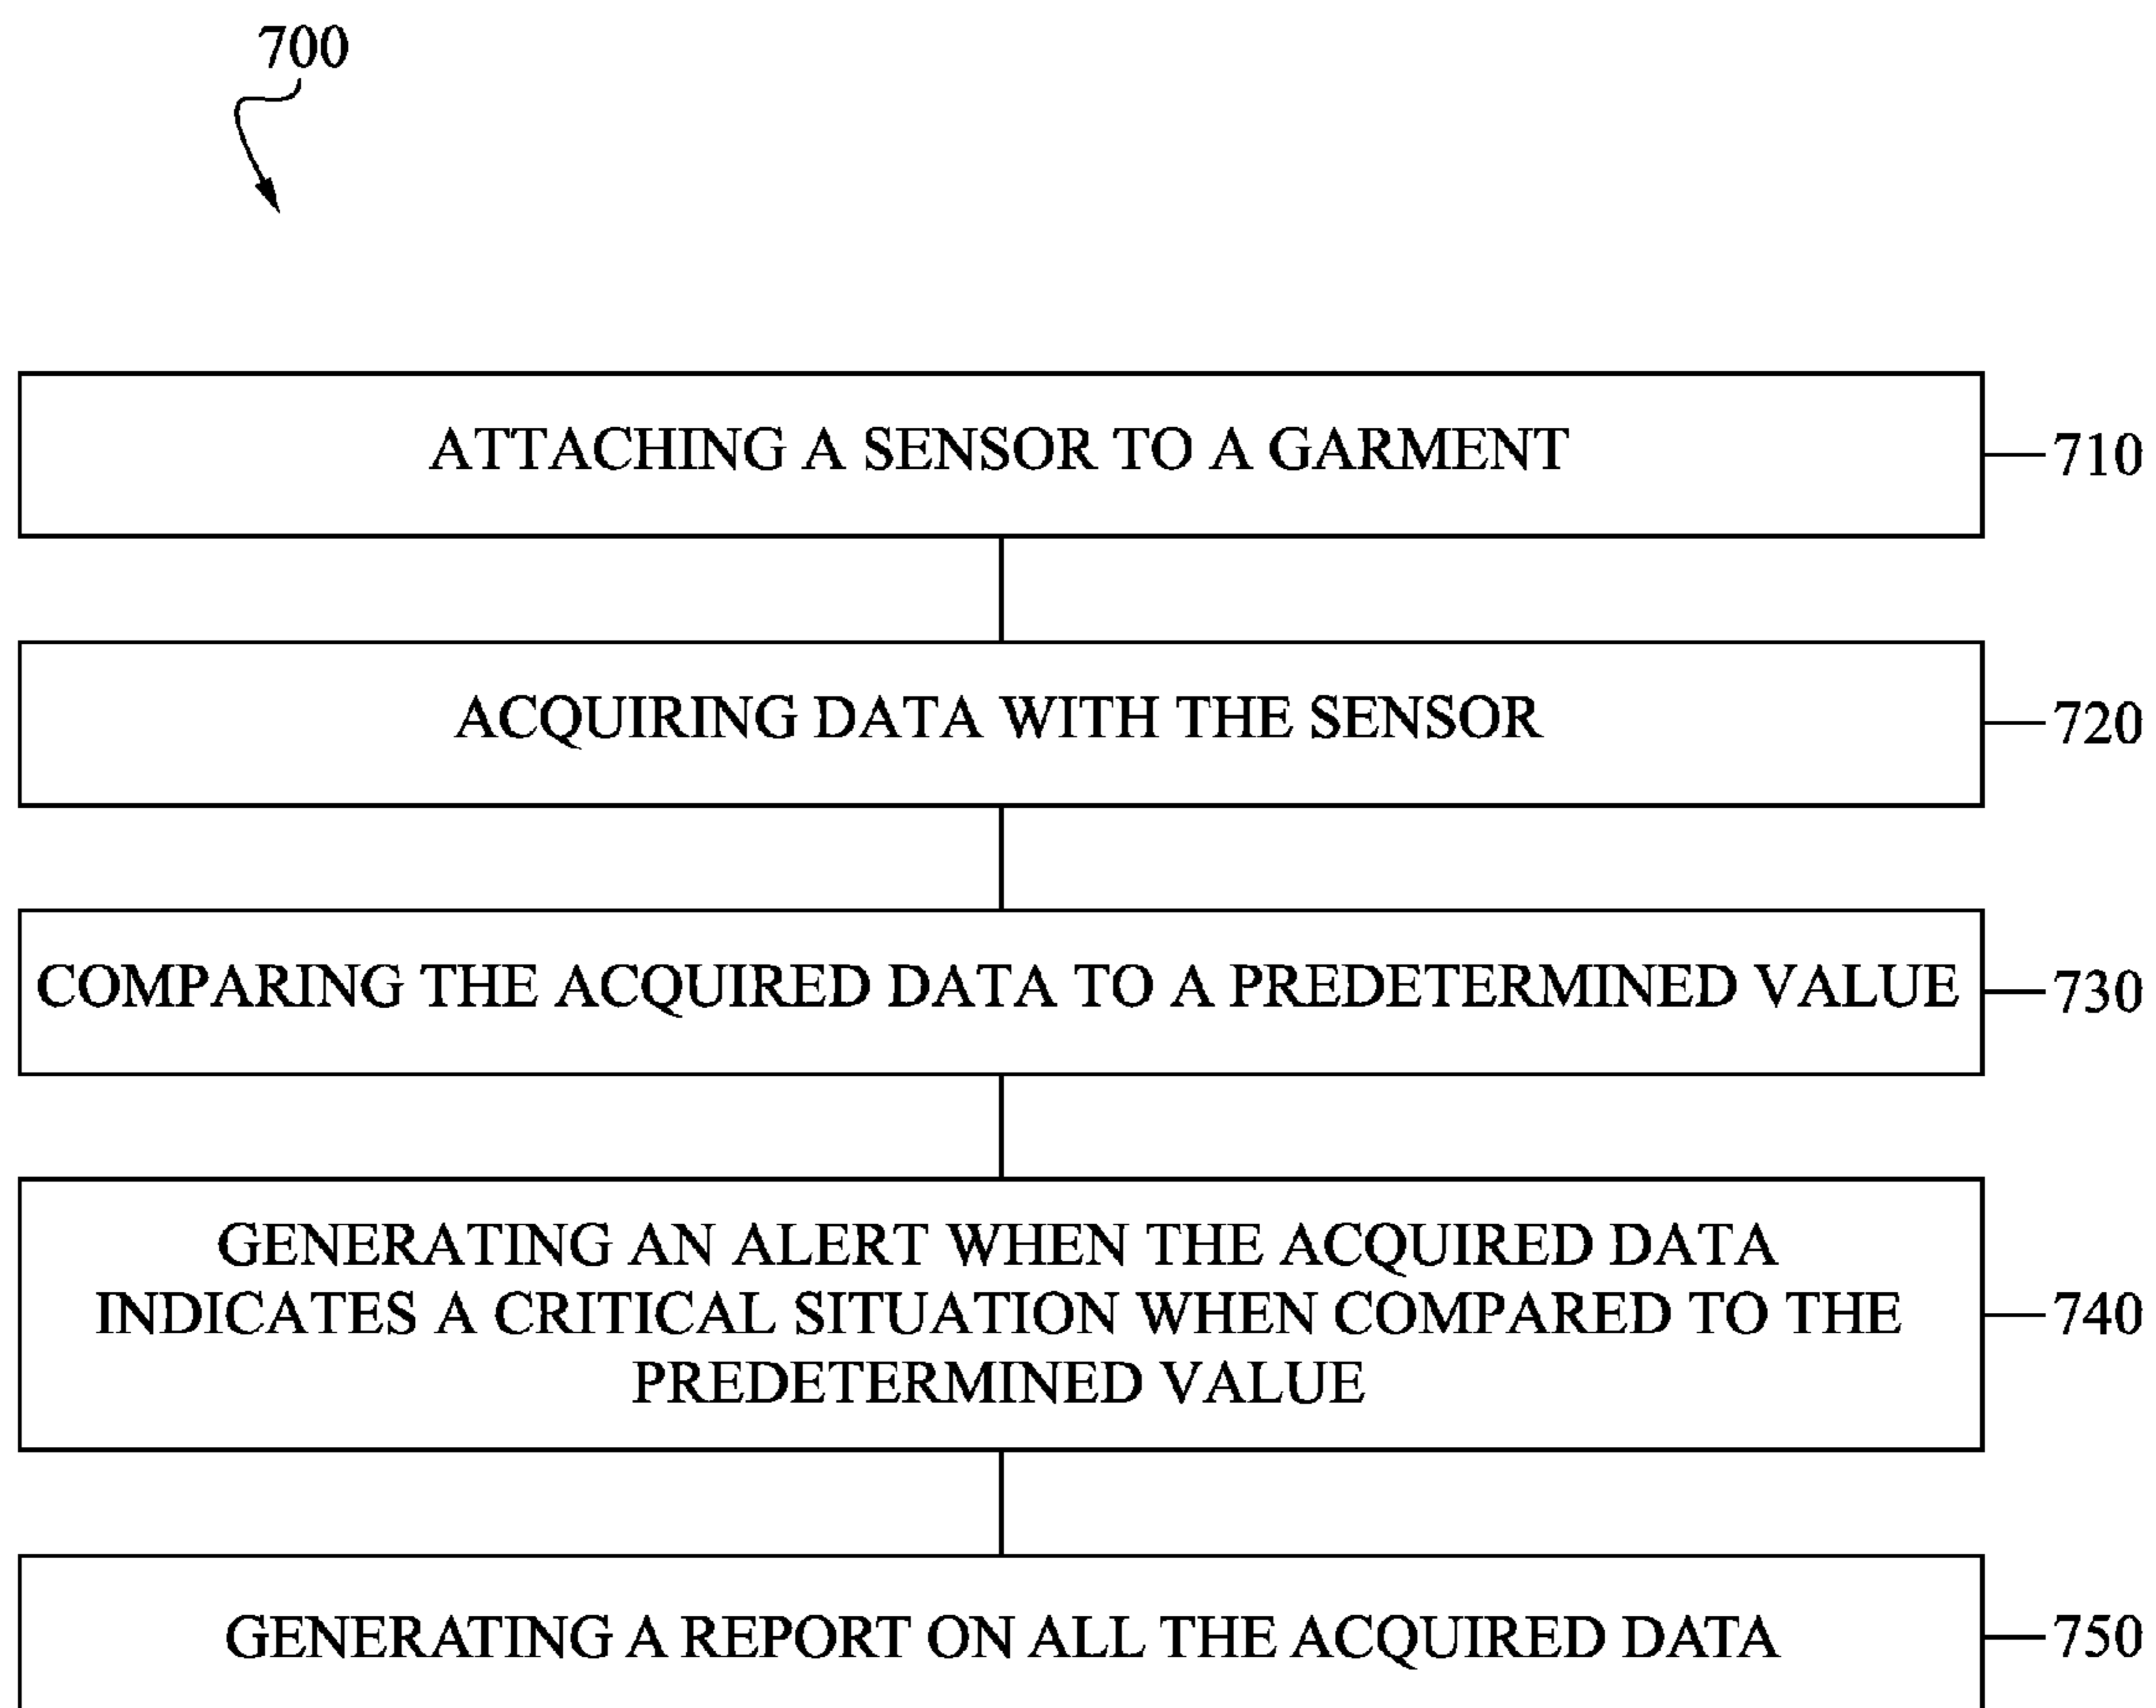 700
ATTACHING A SENSOR TO A GARMENT
710
ACQUIRING DATA WITH THE SENSOR
720
COMPARING THE ACQUIRED DATA TO A PREDETERMINED VALUE
730
GENERATING AN ALERT WHEN THE ACQUIRED DATA
INDICATES A CRITICAL SITUATION WHEN COMPARED TO THE
PREDETERMINED VALUE
740
GENERATING A REPORT ON ALL THE ACQUIRED DATA
750